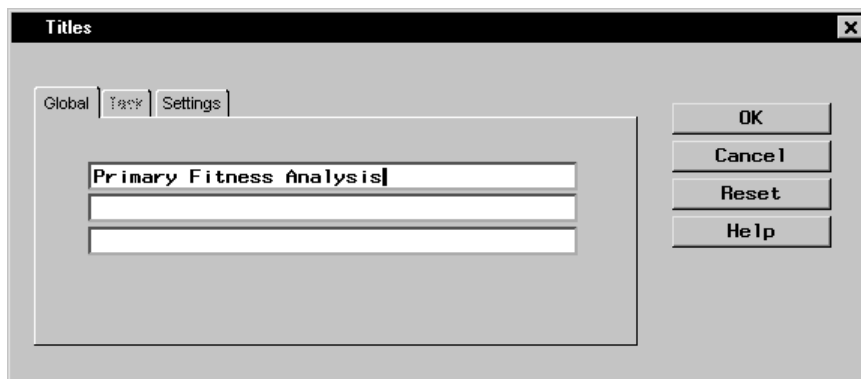 Titles
Global Task Settings
Primary Fitness Analysis
OK
Cancel
Reset
Help